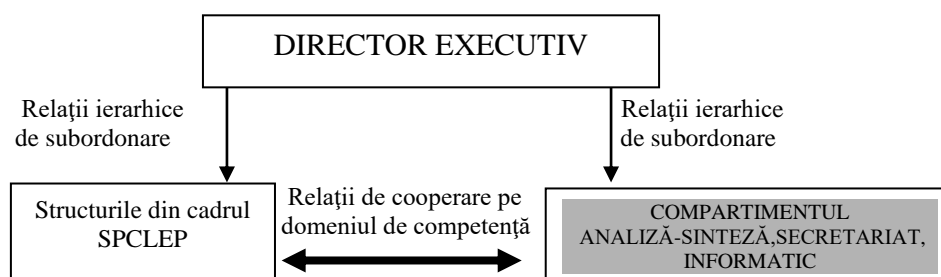 DIRECTOR EXECUTIV
Relaţii ierarhice
de subordonare
Relaţii ierarhice
de subordonare
Structurile din cadrul
SPCLEP
Relaţii de cooperare pe
domeniul de competenţă
COMPARTIMENTUL
ANALIZĂ-SINTEZĂ,SECRETARIAT,
INFORMATIC